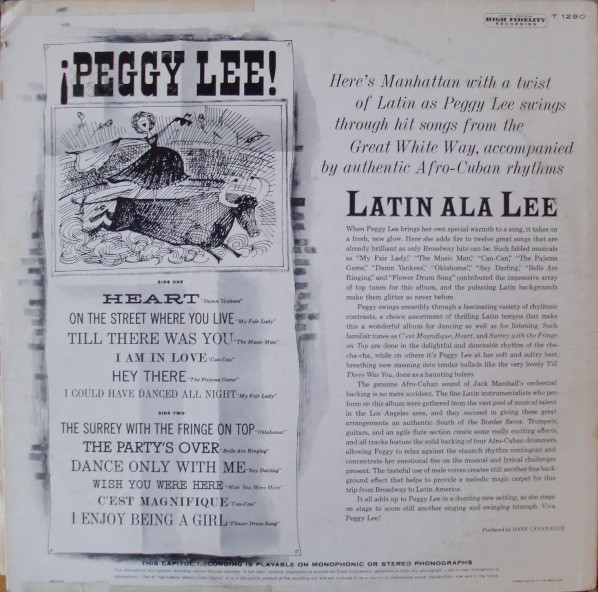 HIGH FIDELITY
RECORDING
T 1290
¡PEGGY LEE!
SIDE ONE
HEART "Damn Yankees"
ON THE STREET WHERE YOU LIVE "My Fair Lady"
TILL THERE WAS YOU "The Music Man"
I AM IN LOVE "Can-Can"
HEY THERE "The Pajama Game"
I COULD HAVE DANCED ALL NIGHT "My Fair Lady"
SIDE TWO
THE SURREY WITH THE FRINGE ON TOP "Oklahoma!"
THE PARTY'S OVER "Bells Are Ringing"
DANCE ONLY WITH ME "Say Darling"
WISH YOU WERE HERE "Wish You Were Here"
C'EST MAGNIFIQUE "Can-Can"
I ENJOY BEING A GIRL "Flower Drum Song"
Here's Manhattan with a twist
of Latin as Peggy Lee swings
through hit songs from the
Great White Way, accompanied
by authentic Afro-Cuban rhythms
LATIN ALA LEE
When Peggy Lee brings her own special warmth to a song, it takes on
a fresh, new glow. Here she adds fire to twelve great songs that are
already brilliant as only Broadway hits can be. Such fabled musicals
as "My Fair Lady," "The Music Man," "Can-Can," "The Pajama
Game," "Damn Yankees," "Oklahoma!," "Say Darling," "Bells Are
Ringing," and "Flower Drum Song" contributed the impressive array
of top tunes for this album, and the pulsating Latin backgrounds
make them glitter as never before.
Peggy swings smoothly through a fascinating variety of rhythmic
contrasts, a choice assortment of thrilling Latin tempos that make
this a wonderful album for dancing as well as for listening. Such
familiar tunes as C'est Magnifique, Heart, and Surrey with the Fringe
on Top are done in the delightful and danceable rhythm of the cha-
cha-cha, while on others it's Peggy Lee at her soft and sultry best,
breathing new meaning into tender ballads like the very lovely Till
There Was You, done as a haunting bolero.
The genuine Afro-Cuban sound of Jack Marshall's orchestral
backing is no mere accident. The fine Latin instrumentalists who per-
form on this album were gathered from the vast pool of musical talent
in the Los Angeles area, and they succeed in giving these great
arrangements an authentic South of the Border flavor. Trumpets,
guitars, and an agile flute section create some really exciting effects,
and all tracks feature the solid backing of four Afro-Cuban drummers,
allowing Peggy to relax against the staunch rhythm contingent and
concentrate her emotional fire on the musical and lyrical challenges
present. The tasteful use of male voices creates still another fine back-
ground effect that helps to provide a melodic magic carpet for this
trip from Broadway to Latin America.
It all adds up to Peggy Lee in a dazzling new setting, as she steps
on stage to score still another singing and swinging triumph. Viva
Peggy Lee!
Produced by DAVE CAVANAUGH
THIS CAPITOL RECORDING IS PLAYABLE ON MONOPHONIC OR STEREO PHONOGRAPHS